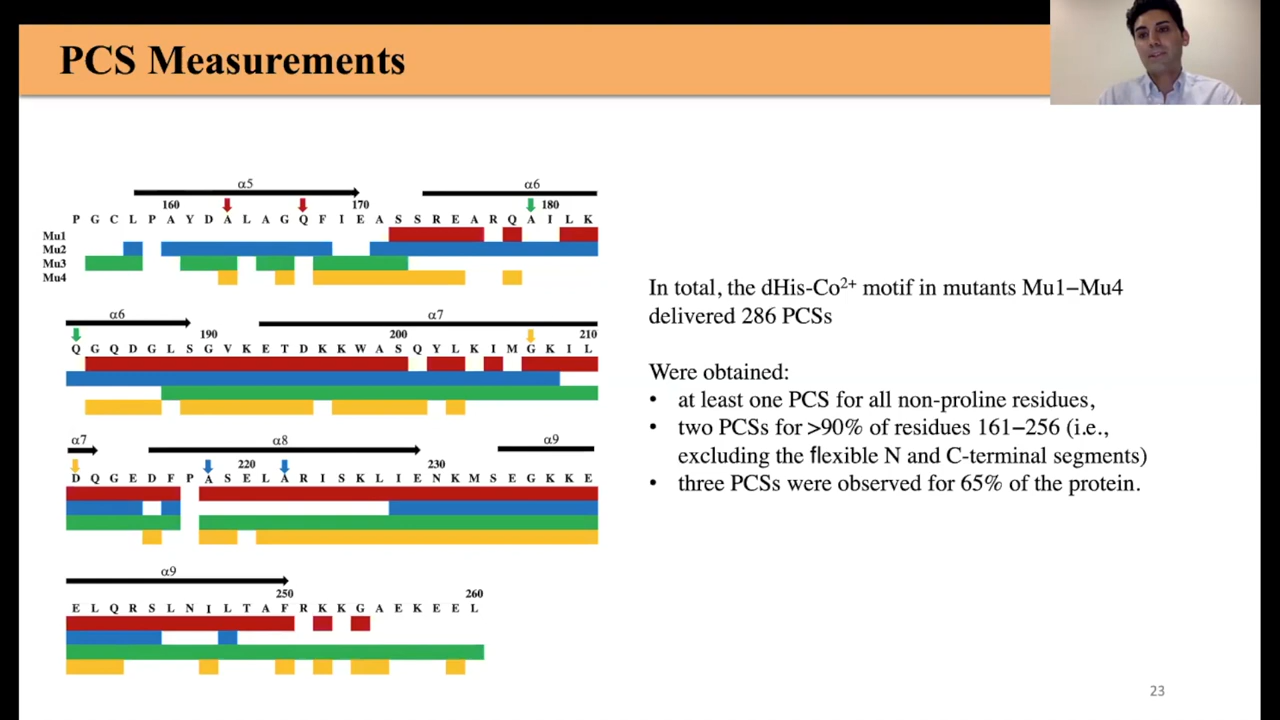 PCS Measurements
α5 α6
160 170 180
P G C L P A Y D A L A G Q F I E A S S R E A R Q A I L K
Mu1
Mu2
Mu3
Mu4
α6 α7
190 200 210
Q G Q D G L S G V K E T D K K W A S Q Y L K I M G K I L
α7 α8 α9
220 230
D Q G E D F P A S E L A R I S K L I E N K M S E G K K E
α9
250 260
E L Q R S L N I L T A F R K K G A E K E E L
In total, the dHis-Co²⁺ motif in mutants Mu1−Mu4
delivered 286 PCSs
Were obtained:
• at least one PCS for all non-proline residues,
• two PCSs for >90% of residues 161−256 (i.e.,
excluding the flexible N and C-terminal segments)
• three PCSs were observed for 65% of the protein.
23